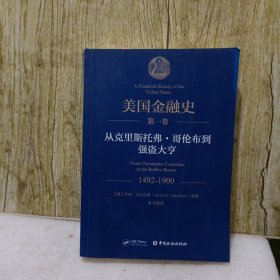 A Financial History of the
United States
美国金融史
第一卷
从克里斯托弗·哥伦布到
强盗大亨
From Christopher Columbus
to the Robber Barons
1492-1900
CRC Press
中国金融出版社